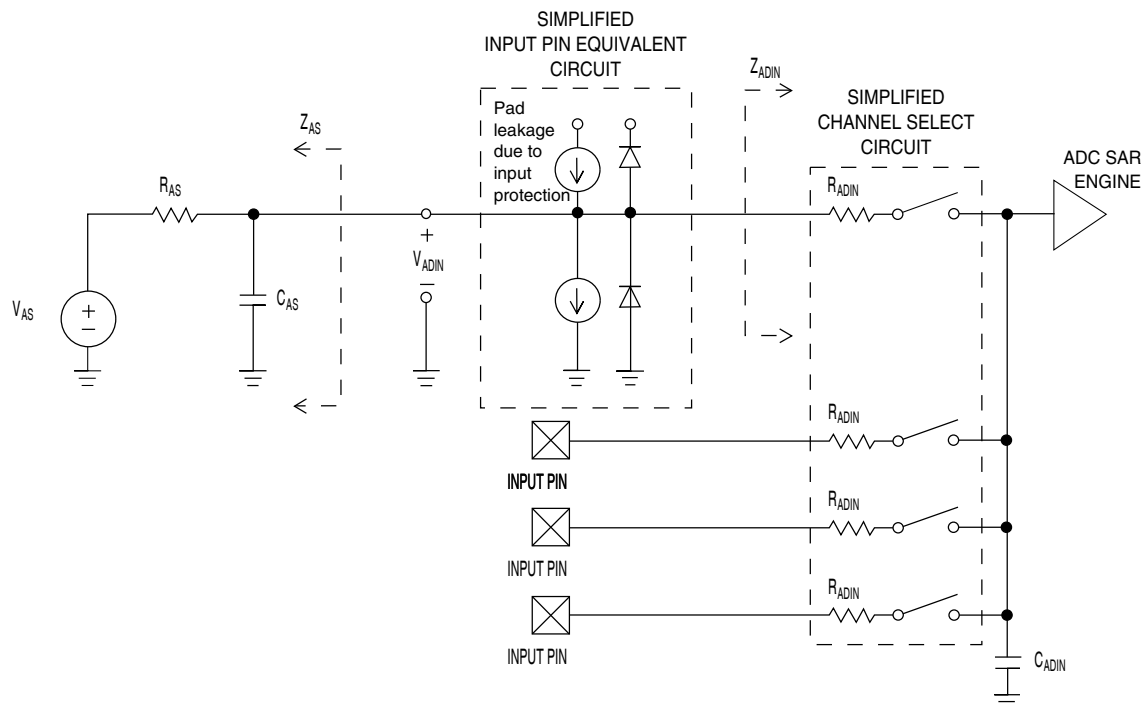 SIMPLIFIED
INPUT PIN EQUIVALENT
CIRCUIT
Pad
leakage
due to
input
protection
ZAS
ZADIN
SIMPLIFIED
CHANNEL SELECT
CIRCUIT
ADC SAR
ENGINE
RAS
RADIN
+
VADIN
−
VAS
+
−
CAS
RADIN
INPUT PIN
RADIN
INPUT PIN
RADIN
INPUT PIN
CADIN